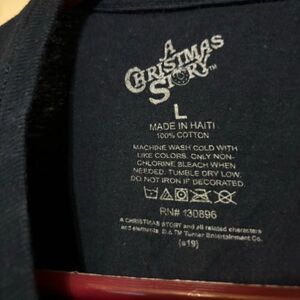 A
CHRISTMAS
STORY
L
MADE IN HAITI
100% COTTON
MACHINE WASH COLD WITH
LIKE COLORS. ONLY NON-
CHLORINE BLEACH WHEN
NEEDED. TUMBLE DRY LOW.
DO NOT IRON IF DECORATED.
RN# 130896
A CHRISTMAS STORY and all related characters
and elements © & TM Turner Entertainment Co.
(s19)